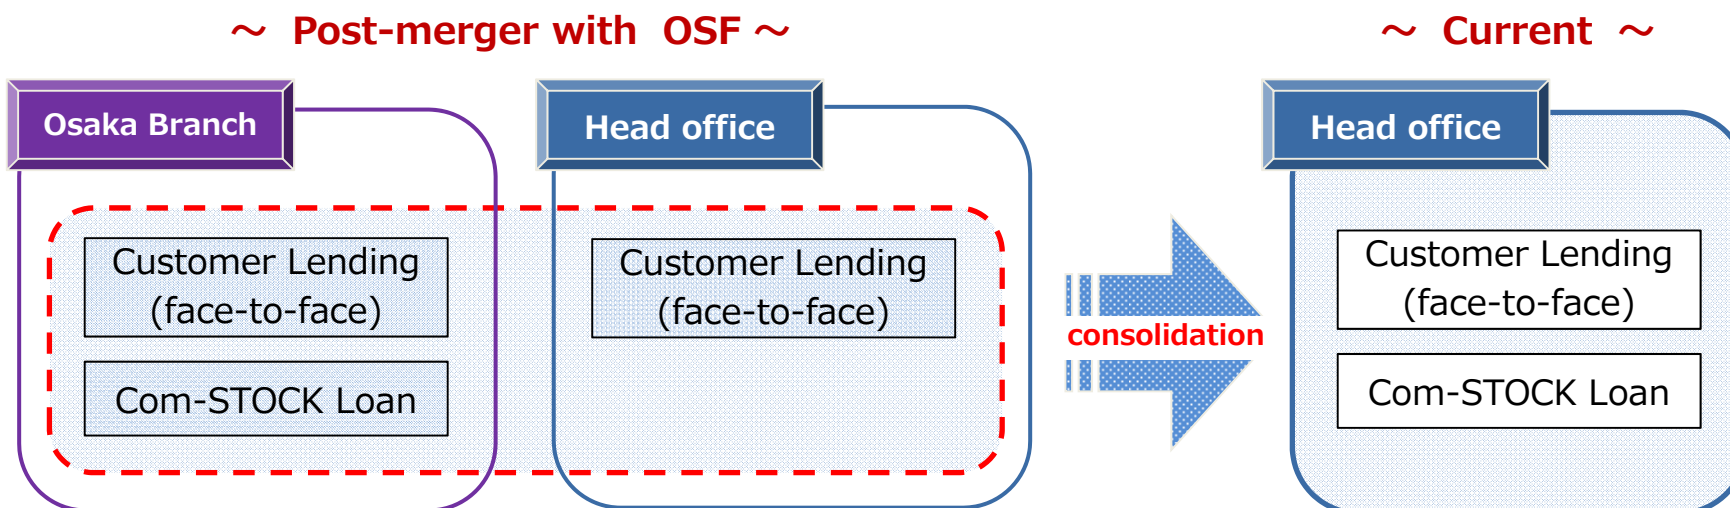 ～ Post-merger with OSF～
～ Current ～
Osaka Branch
Head office
Head office
Customer Lending
(face-to-face)
Com-STOCK Loan
Customer Lending
(face-to-face)
consolidation
Customer Lending
(face-to-face)
Com-STOCK Loan